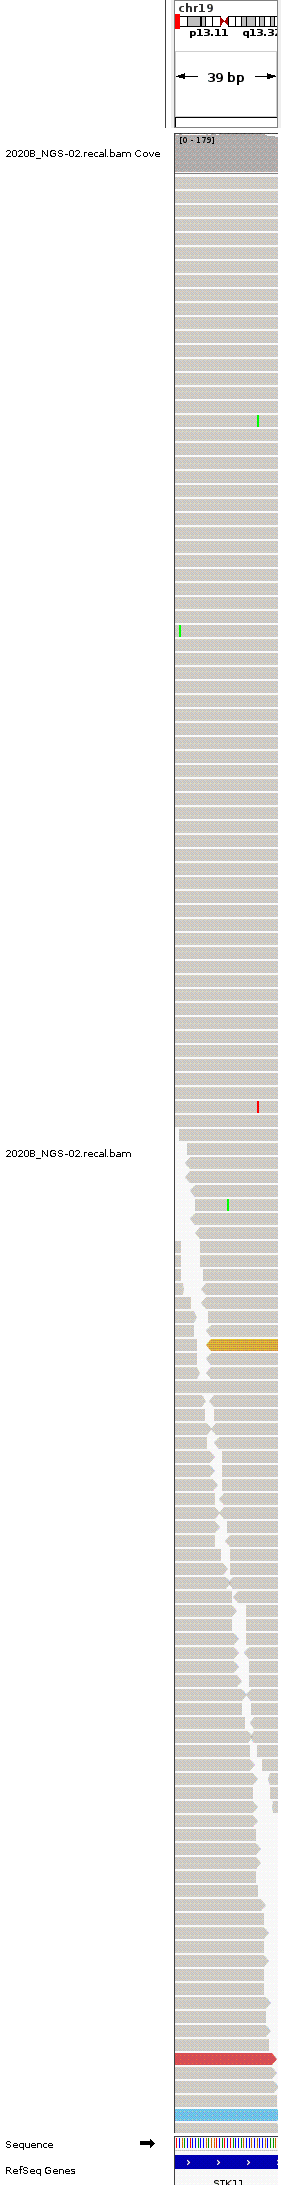 chr19
p13.11 q13.32
39 bp
[0 - 179]
2020B_NGS-02.recal.bam Cove
2020B_NGS-02.recal.bam
Sequence
RefSeq Genes
STK11